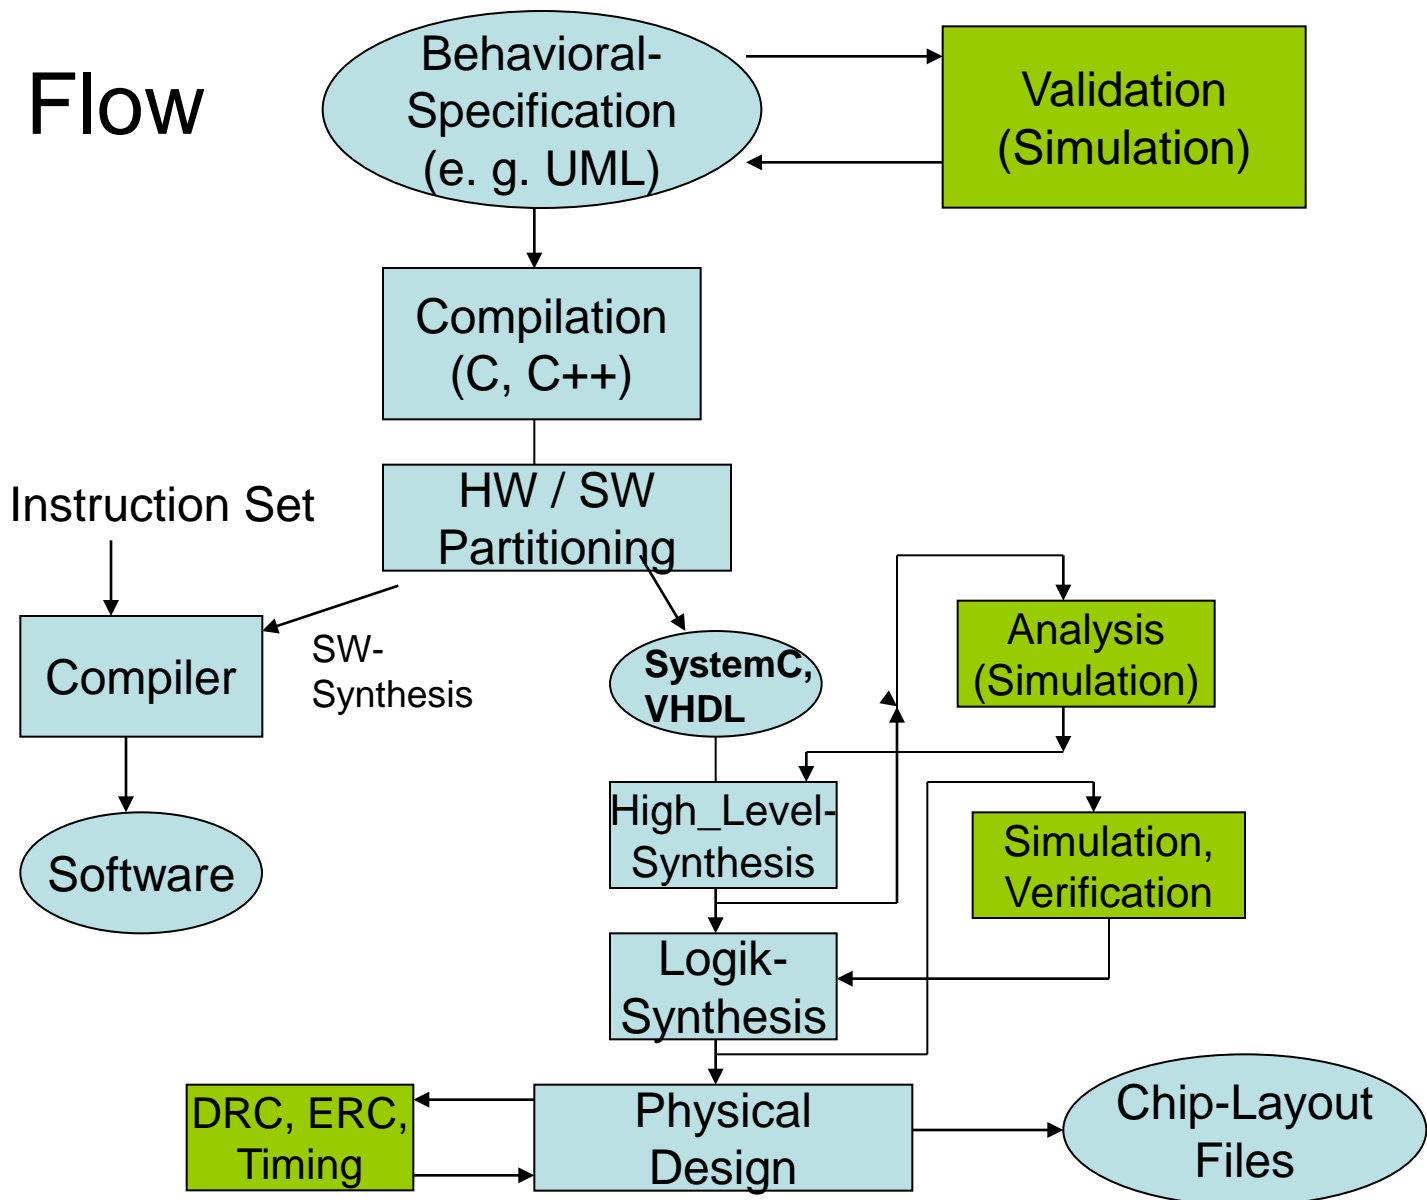 Flow
Behavioral-
Specification
(e. g. UML)
Validation
(Simulation)
Compilation
(C, C++)
HW / SW
Partitioning
Instruction Set
Compiler
SW-
Synthesis
Software
SystemC,
VHDL
Analysis
(Simulation)
High_Level-
Synthesis
Simulation,
Verification
Logik-
Synthesis
DRC, ERC,
Timing
Physical
Design
Chip-Layout
Files